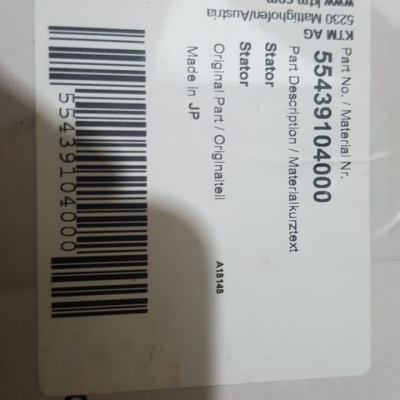 Part No. / Material Nr.
55439104000
Part Description / Materialkurztext
Stator
Stator
Original Part / Originalteil
Made in JP
A18148
KTM AG
5230 Mattighofen/Austria
www.ktm.com
55439104000